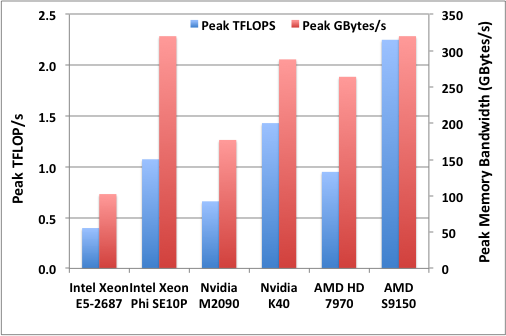 Peak TFLOPS Peak GBytes/s
Peak TFLOP/s
2.5
2.0
1.5
1.0
0.5
0.0
350
300
250
200
150
100
50
0
Peak Memory Bandwidth (GBytes/s)
Intel Xeon E5-2687
Intel Xeon Phi SE10P
Nvidia M2090
Nvidia K40
AMD HD 7970
AMD S9150